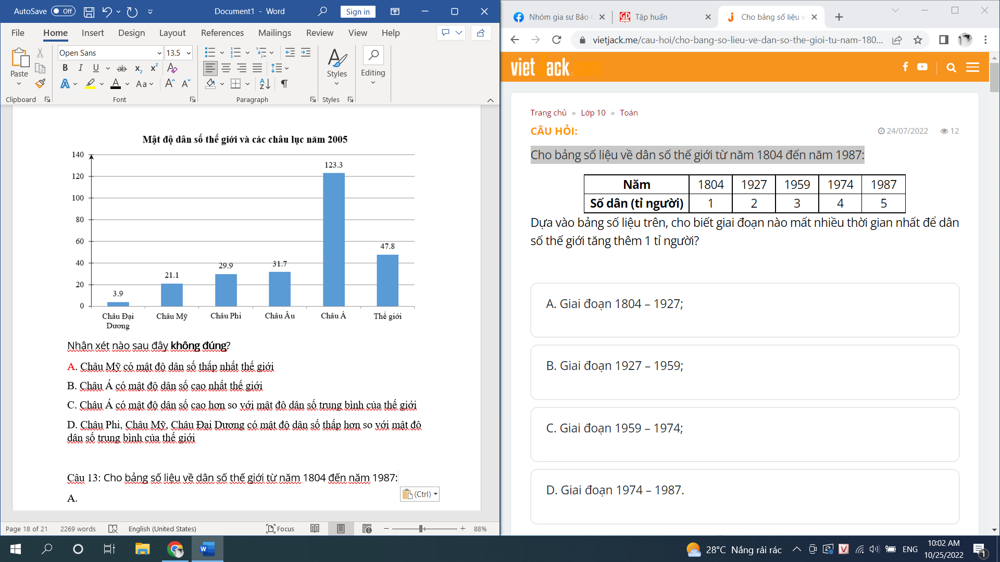 AutoSave Off Document1 - Word Sign in
File Home Insert Design Layout References Mailings Review View Help
Open Sans 13.5
Paste Styles Editing
B I U ab x₂ x² A
A A Aa A A
Clipboard Font Paragraph Styles
Mật độ dân số thế giới và các châu lục năm 2005
140
123.3
120
100
80
60
47.8
40
31.7
29.9
21.1
20
3.9
0
Châu Đại Dương Châu Mỹ Châu Phi Châu Âu Châu Á Thế giới
Nhận xét nào sau đây không đúng?
A. Châu Mỹ có mật độ dân số thấp nhất thế giới
B. Châu Á có mật độ dân số cao nhất thế giới
C. Châu Á có mật độ dân số cao hơn so với mật độ dân số trung bình của thế giới
D. Châu Phi, Châu Mỹ, Châu Đại Dương có mật độ dân số thấp hơn so với mật độ
dân số trung bình của thế giới
Câu 13: Cho bảng số liệu về dân số thế giới từ năm 1804 đến năm 1987:
(Ctrl)
A.
Page 18 of 21 2269 words English (United States) Focus 88%
Nhóm gia sư Bảo Tập huấn Cho bảng số liệu v
vietjack.me/cau-hoi/cho-bang-so-lieu-ve-dan-so-the-gioi-tu-nam-180...
vietJack.com
Trang chủ » Lớp 10 » Toán
CÂU HỎI: 24/07/2022 12
Cho bảng số liệu về dân số thế giới từ năm 1804 đến năm 1987:
Năm 1804 1927 1959 1974 1987
Số dân (tỉ người) 1 2 3 4 5
Dựa vào bảng số liệu trên, cho biết giai đoạn nào mất nhiều thời gian nhất để dân
số thế giới tăng thêm 1 tỉ người?
A. Giai đoạn 1804 – 1927;
B. Giai đoạn 1927 – 1959;
C. Giai đoạn 1959 – 1974;
D. Giai đoạn 1974 – 1987.
28°C Nắng rải rác ENG 10:02 AM
10/25/2022 1